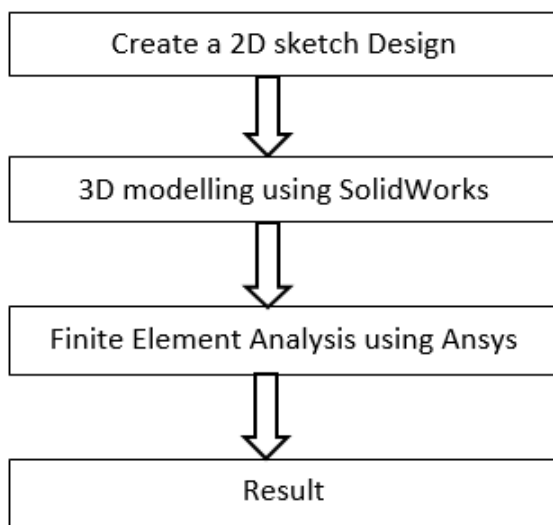 Create a 2D sketch Design
3D modelling using SolidWorks
Finite Element Analysis using Ansys
Result